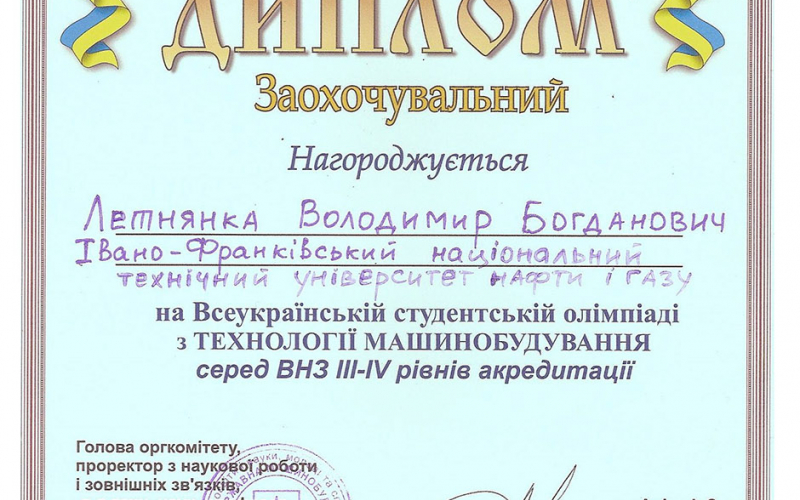 ДИПЛОМ
Заохочувальний
Нагороджується
Летнянка Володимир Богданович
Івано-Франківський національний
технічний університет нафти і газу
на Всеукраїнській студентській олімпіаді
з ТЕХНОЛОГІЇ МАШИНОБУДУВАННЯ
серед ВНЗ III-IV рівнів акредитації
Голова оргкомітету,
проректор з наукової роботи
і зовнішніх зв'язків,